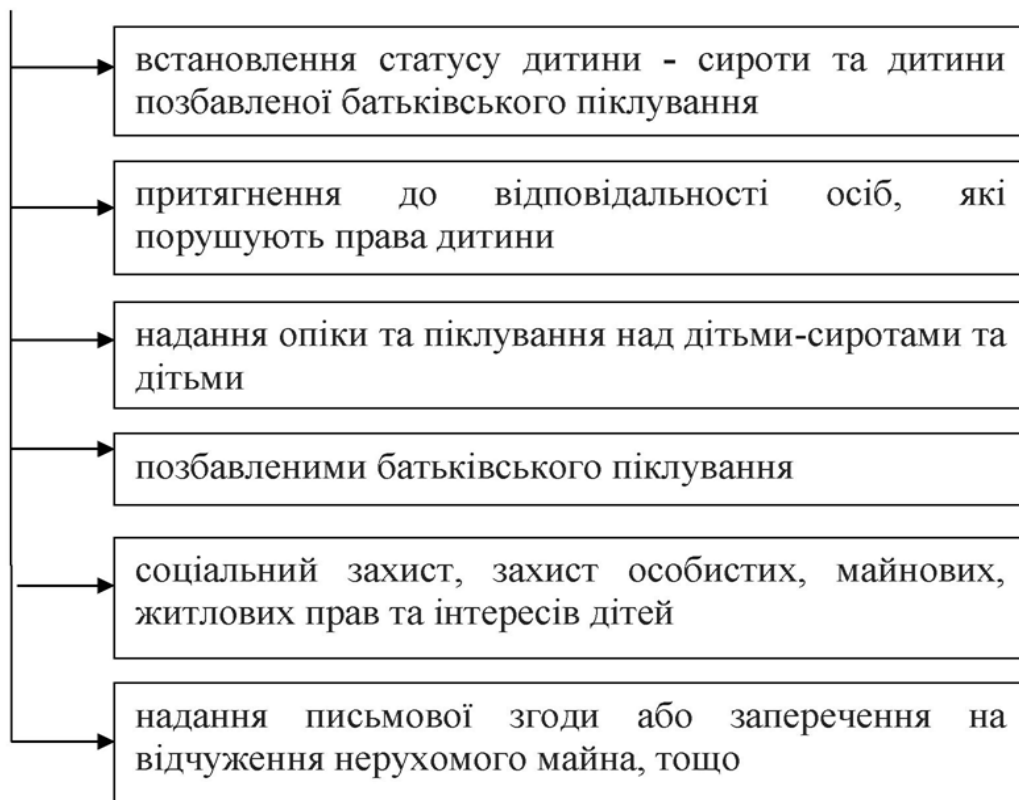 встановлення статусу дитини - сироти та дитини
позбавленої батьківського піклування
притягнення до відповідальності осіб, які
порушують права дитини
надання опіки та піклування над дітьми-сиротами та
дітьми
позбавленими батьківського піклування
соціальний захист, захист особистих, майнових,
житлових прав та інтересів дітей
надання письмової згоди або заперечення на
відчуження нерухомого майна, тощо